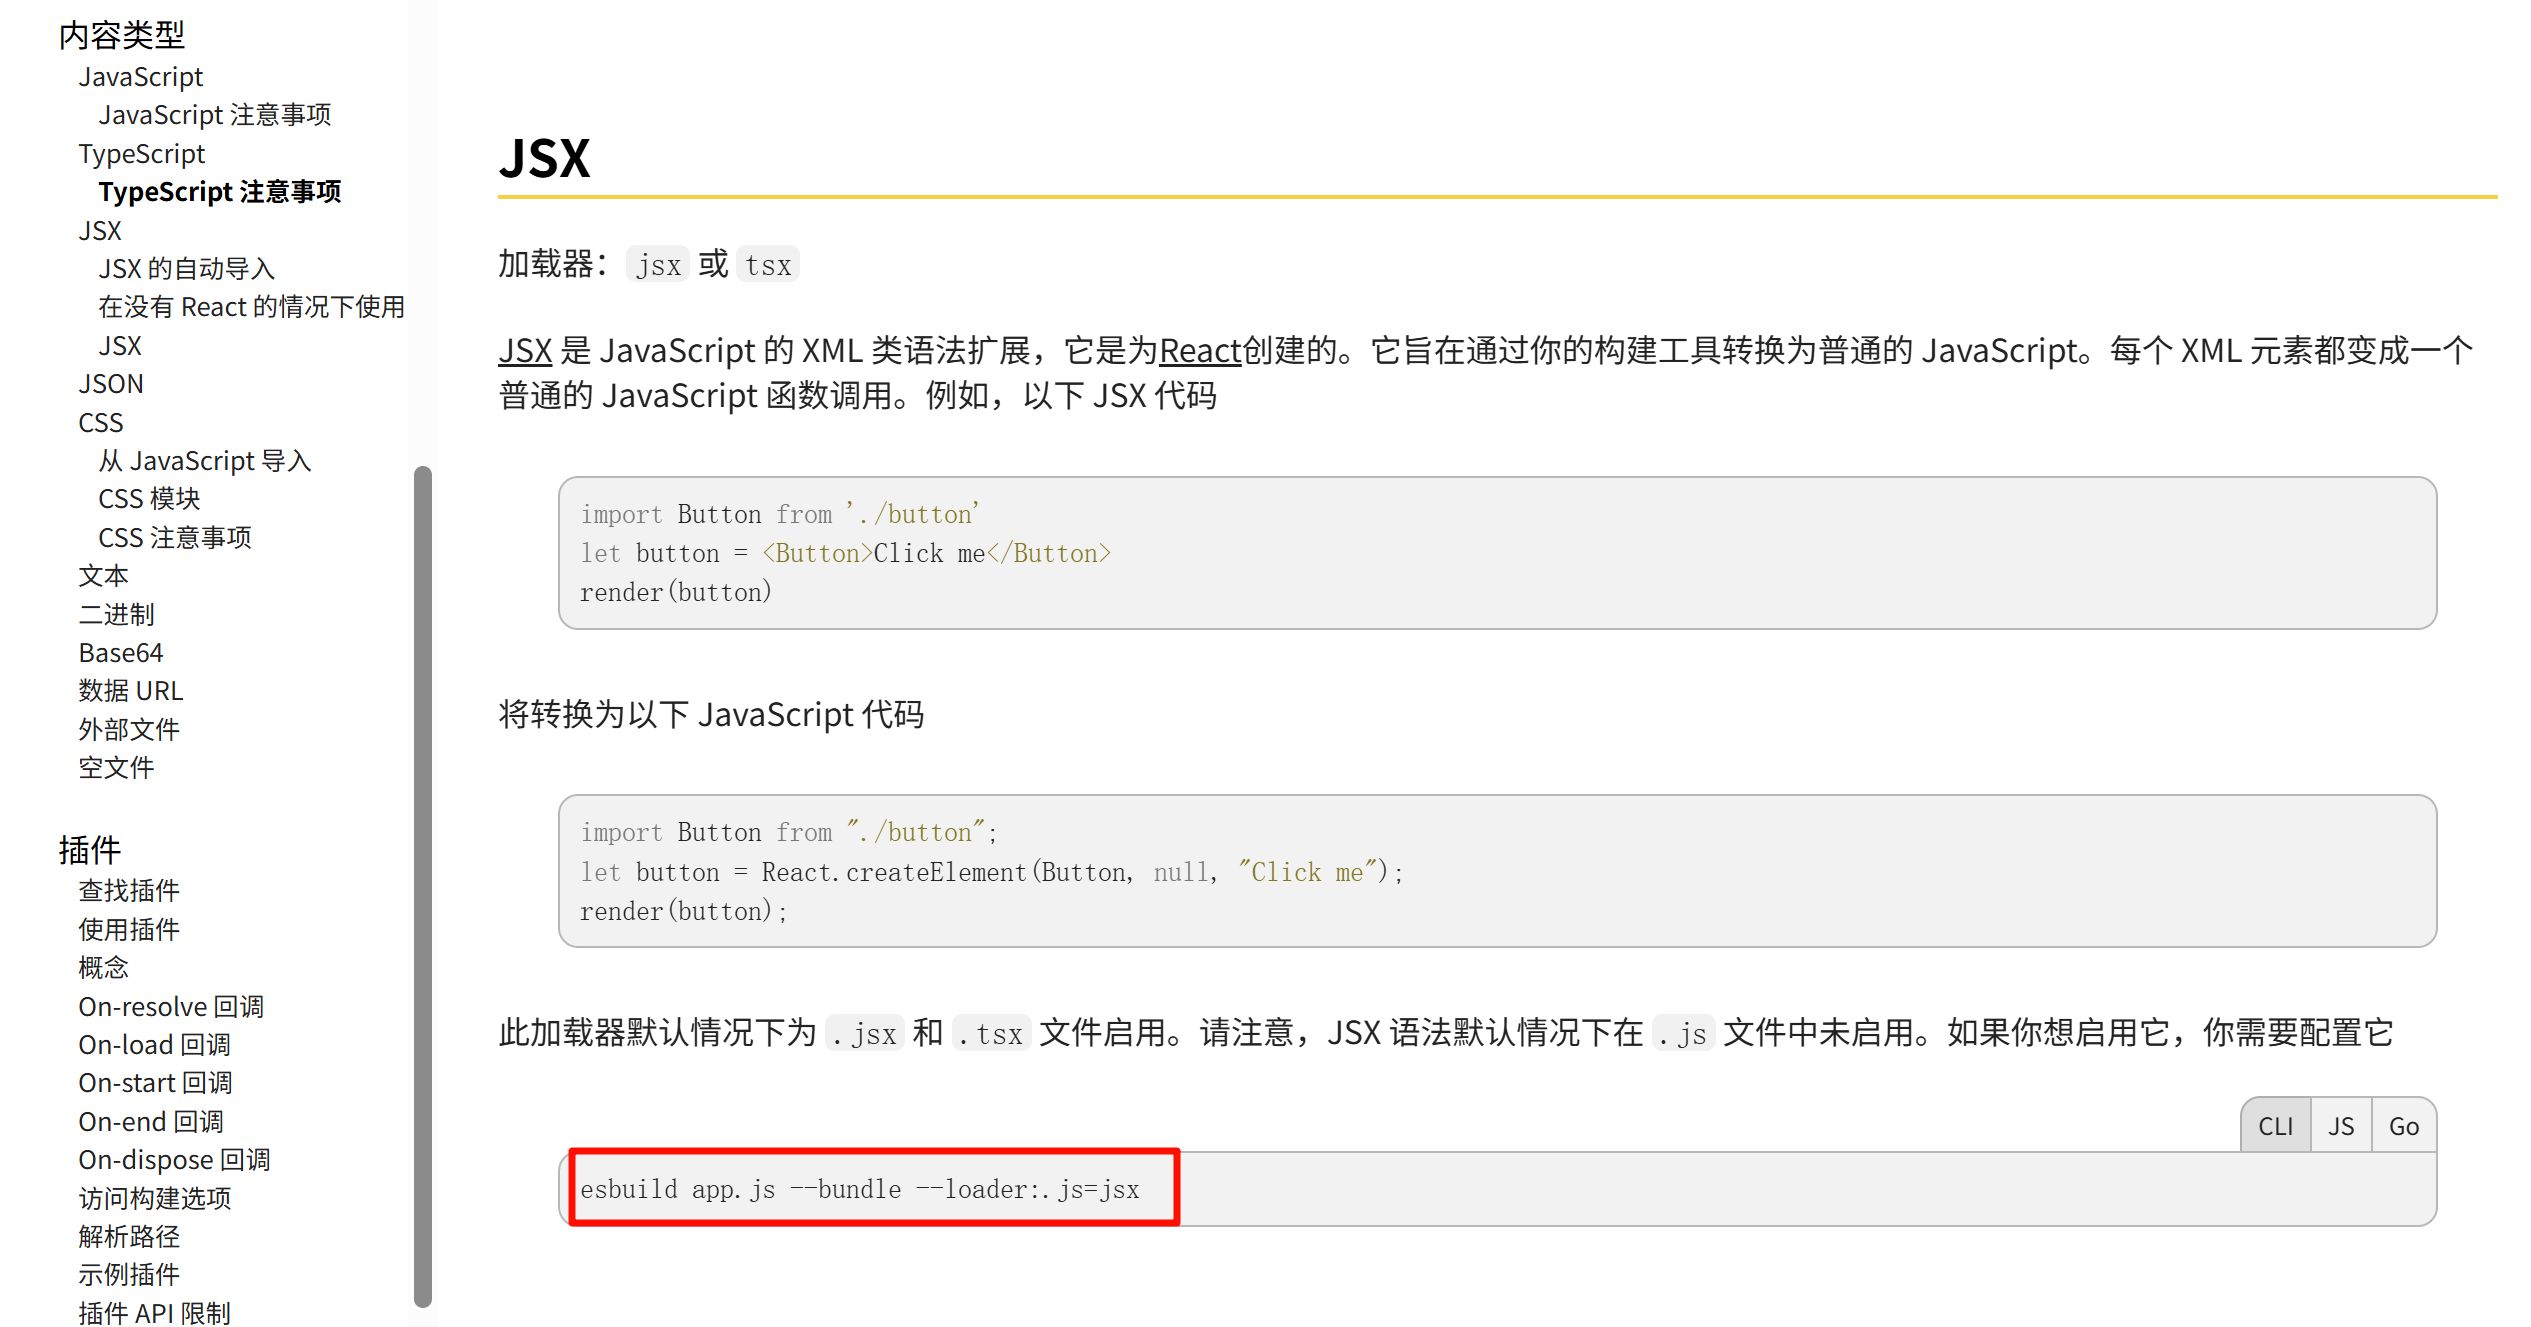 内容类型
JavaScript
JavaScript 注意事项
TypeScript
TypeScript 注意事项
JSX
JSX 的自动导入
在没有 React 的情况下使用
JSX
JSON
CSS
从 JavaScript 导入
CSS 模块
CSS 注意事项
文本
二进制
Base64
数据 URL
外部文件
空文件
插件
查找插件
使用插件
概念
On-resolve 回调
On-load 回调
On-start 回调
On-end 回调
On-dispose 回调
访问构建选项
解析路径
示例插件
插件 API 限制
JSX
加载器： jsx 或 tsx
JSX 是 JavaScript 的 XML 类语法扩展，它是为React创建的。它旨在通过你的构建工具转换为普通的 JavaScript。每个 XML 元素都变成一个
普通的 JavaScript 函数调用。例如，以下 JSX 代码
import Button from './button'
let button = <Button>Click me</Button>
render(button)
将转换为以下 JavaScript 代码
import Button from "./button";
let button = React.createElement(Button, null, "Click me");
render(button);
此加载器默认情况下为 .jsx 和 .tsx 文件启用。请注意，JSX 语法默认情况下在 .js 文件中未启用。如果你想启用它，你需要配置它
CLI JS Go
esbuild app.js --bundle --loader:.js=jsx